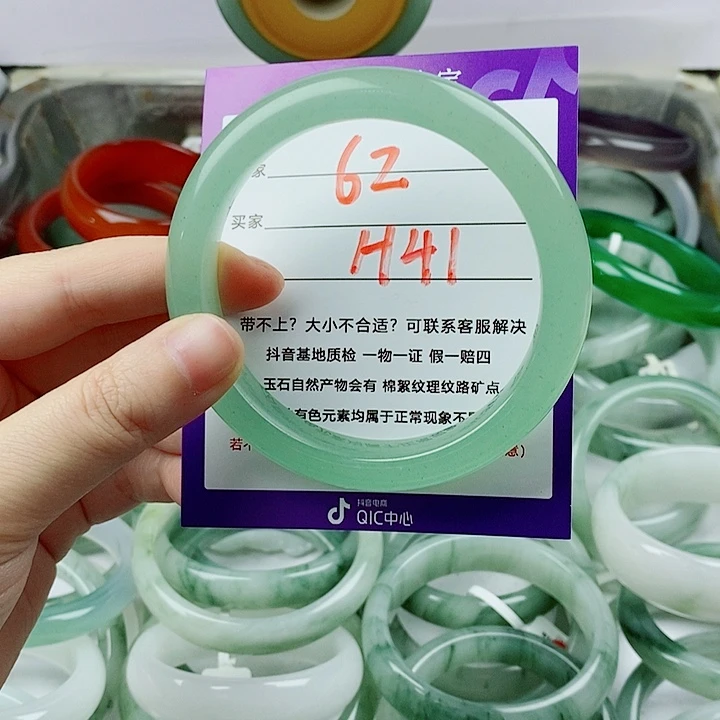 家 62
买家 H41
带不上？大小不合适？可联系客服解决
抖音基地质检 一物一证 假一赔四
玉石自然产物会有 棉絮纹理纹路矿点
有色元素均属于正常现象不
若
抖音电商
QIC中心